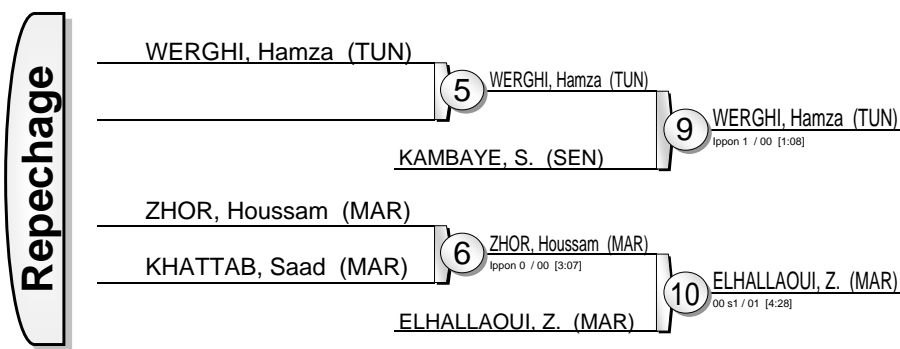 Repechage
WERGHI, Hamza (TUN)
5
WERGHI, Hamza (TUN)
9
WERGHI, Hamza (TUN)
Ippon 1 / 00 [1:08]
KAMBAYE, S. (SEN)
ZHOR, Houssam (MAR)
KHATTAB, Saad (MAR)
6
ZHOR, Houssam (MAR)
Ippon 0 / 00 [3:07]
10
ELHALLAOUI, Z. (MAR)
00 s1 / 01 [4:28]
ELHALLAOUI, Z. (MAR)